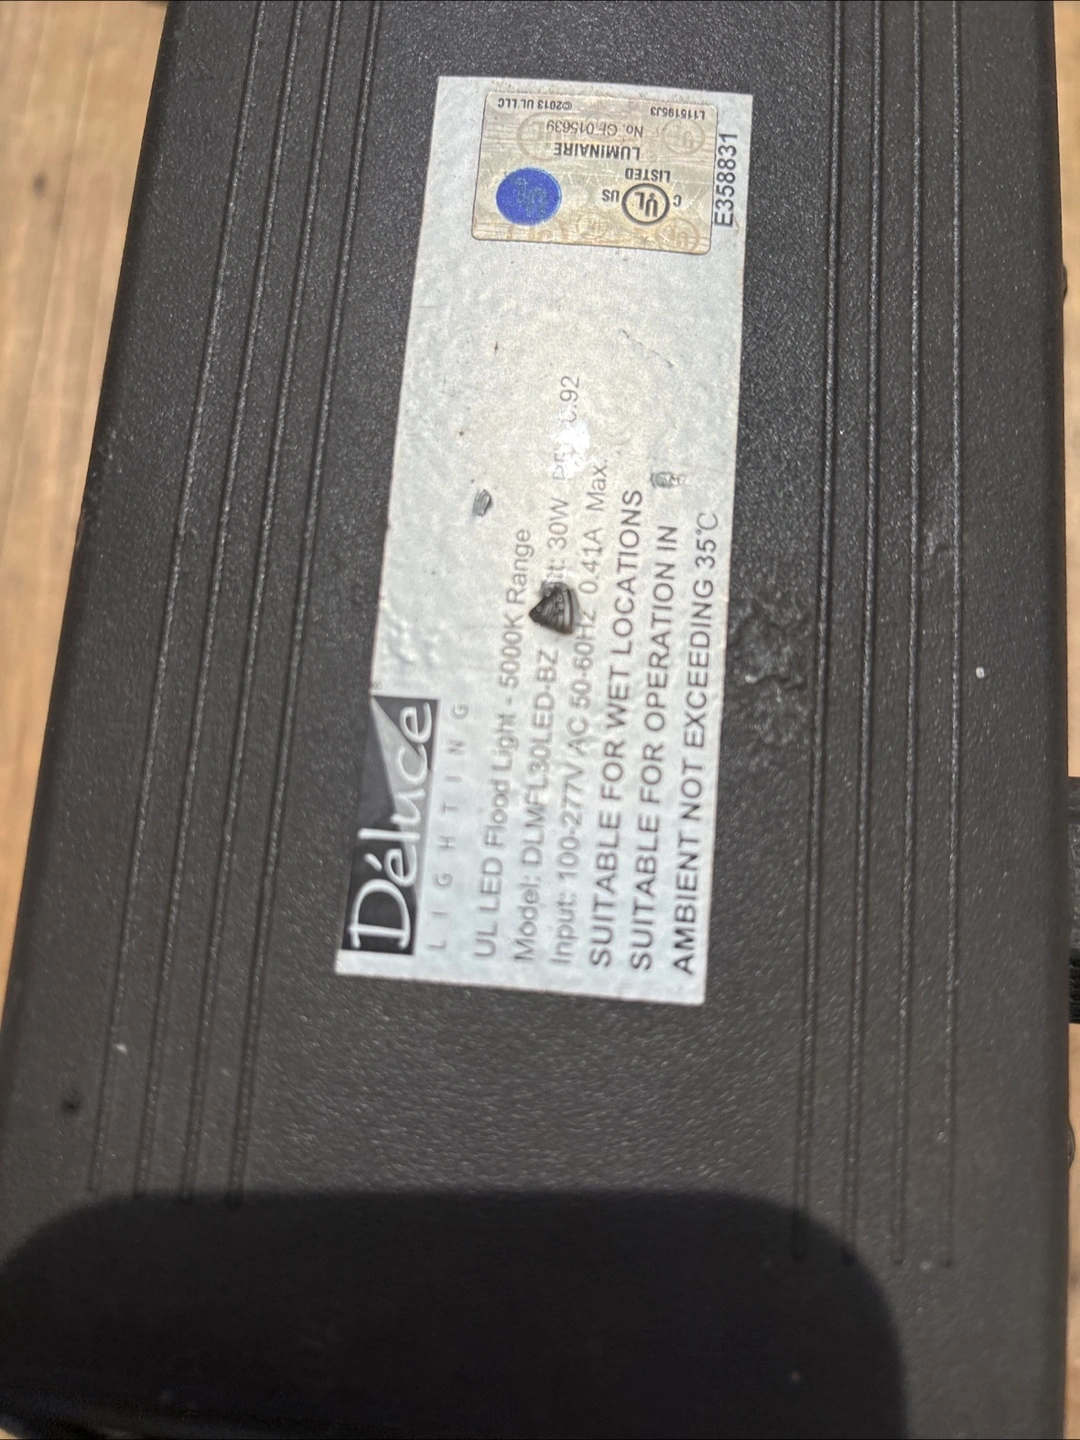 Déluce
LIGHTING
UL LED Flood Light - 5000K Range
Model: DLMFL30LED-BZ 30W
Input: 100-277V AC 50-60Hz 0.41A Max.
SUITABLE FOR WET LOCATIONS
SUITABLE FOR OPERATION IN
AMBIENT NOT EXCEEDING 35℃
C UL US
LISTED
LUMINAIRE
No. GF 015639
©2013 UL LLC
L115195J3
E358831